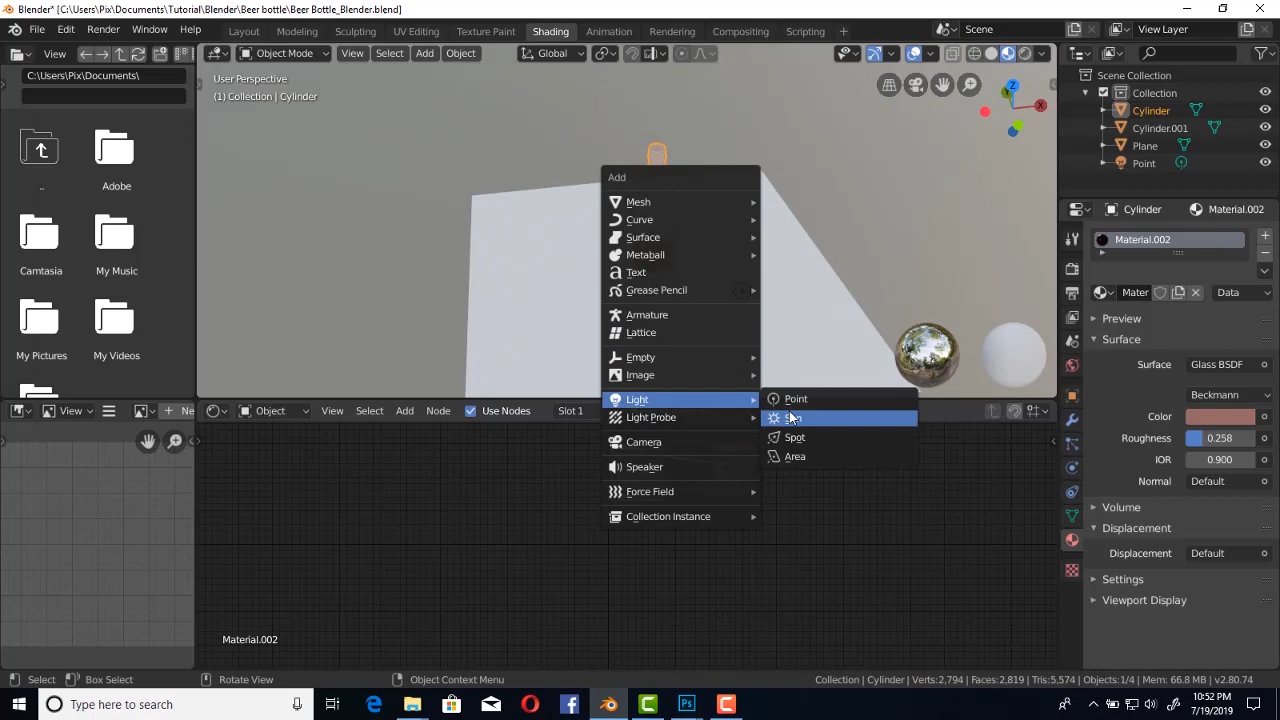 Blender* [C:\Users\Pix\Documents\Tutorial\Blender\Beer bottle\Beer Bottle_Blender.blend]
File Edit Render Window Help
Layout Modeling Sculpting UV Editing Texture Paint Shading Animation Rendering Compositing Scripting
Scene
View Layer
View
Object Mode View Select Add Object
Global
C:\Users\Pix\Documents\
..
Adobe
Camtasia
My Music
My Pictures
My Videos
User Perspective
(1) Collection | Cylinder
Z
Y
X
Add
Mesh
Curve
Surface
Metaball
Text
Grease Pencil
Armature
Lattice
Empty
Image
Light
Light Probe
Camera
Speaker
Force Field
Collection Instance
Point
Spot
Area
Scene Collection
Collection
Cylinder
Cylinder.001
Plane
Point
Cylinder
Material.002
Material.002
Mater
Data
Preview
Surface
Surface Glass BSDF
Beckmann
Color
Roughness 0.258
IOR 0.900
Normal Default
Volume
Displacement
Displacement Default
Settings
Viewport Display
View
Ne
Object View Select Add Node Use Nodes Slot 1
Material.002
Select Box Select Rotate View Object Context Menu
Collection | Cylinder | Verts:2,794 | Faces:2,819 | Tris:5,574 | Objects:1/4 | Mem: 66.8 MB | v2.80.74
Type here to search
10:52 PM
7/19/2019